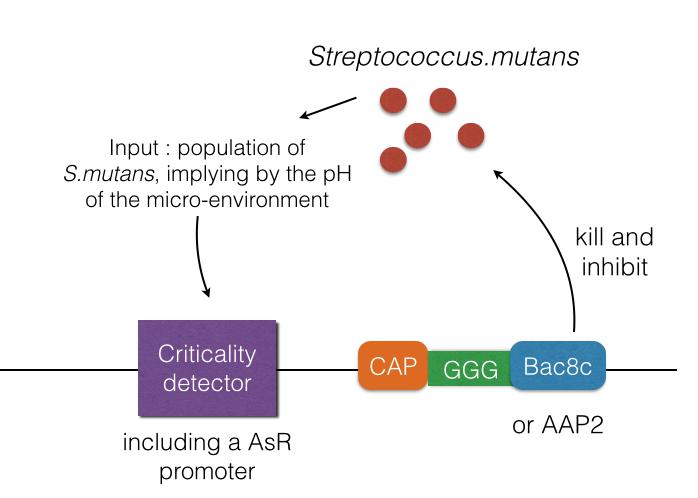 Streptococcus.mutans
Input : population of
S.mutans, implying by the pH
of the micro-environment
kill and
inhibit
Criticality
detector
CAP
GGG
Bac8c
or AAP2
including a AsR
promoter